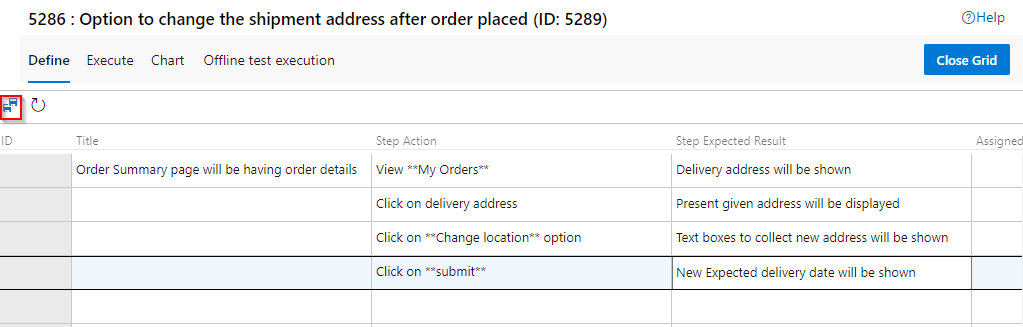 5286 : Option to change the shipment address after order placed (ID: 5289)
Help
Define Execute Chart Offline test execution Close Grid
ID Title Step Action Step Expected Result Assigned
Order Summary page will be having order details View **My Orders** Delivery address will be shown
Click on delivery address Present given address will be displayed
Click on **Change location** option Text boxes to collect new address will be shown
Click on **submit** New Expected delivery date will be shown